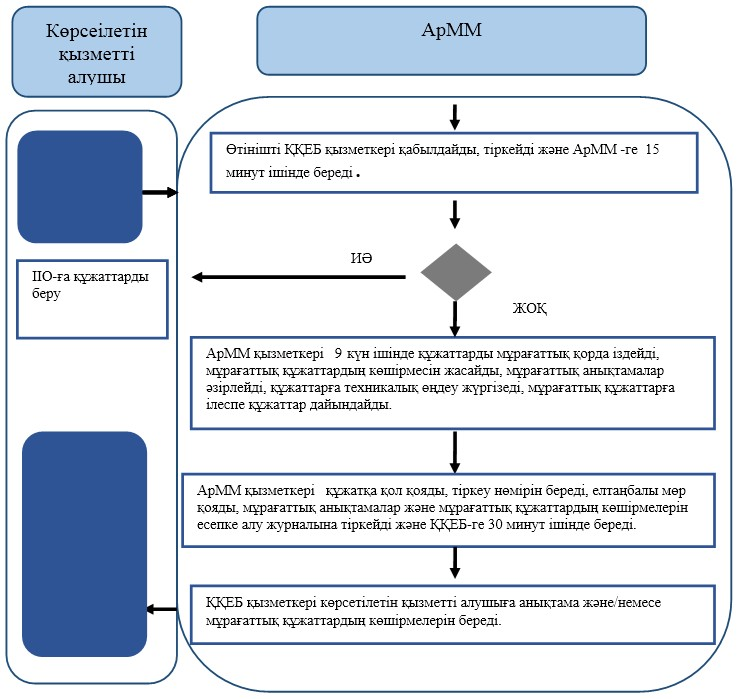 Көрсеілетін
қызметті
алушы
АрММ
Өтінішті ҚҚЕБ қызметкері қабылдайды, тіркейді және АрММ -ге 15
минут ішінде береді.
ИӘ
ІІО-ға құжаттарды
беру
ЖОҚ
АрММ қызметкері 9 күн ішінде құжаттарды мұрағаттық қорда іздейді,
мұрағаттық құжаттардың көшірмесін жасайды, мұрағаттық анықтамалар
әзірлейді, құжаттарға техникалық өңдеу жүргізеді, мұрағаттық құжаттарға
ілеспе құжаттар дайындайды.
АрММ қызметкері құжатқа қол қояды, тіркеу нөмірін береді, елтаңбалы мөр
қояды, мұрағаттық анықтамалар және мұрағаттық құжаттардың көшірмелерін
есепке алу журналына тіркейді және ҚҚЕБ-ге 30 минут ішінде береді.
ҚҚЕБ қызметкері көрсетілетін қызметті алушыға анықтама және/немесе
мұрағаттық құжаттардың көшірмелерін береді.